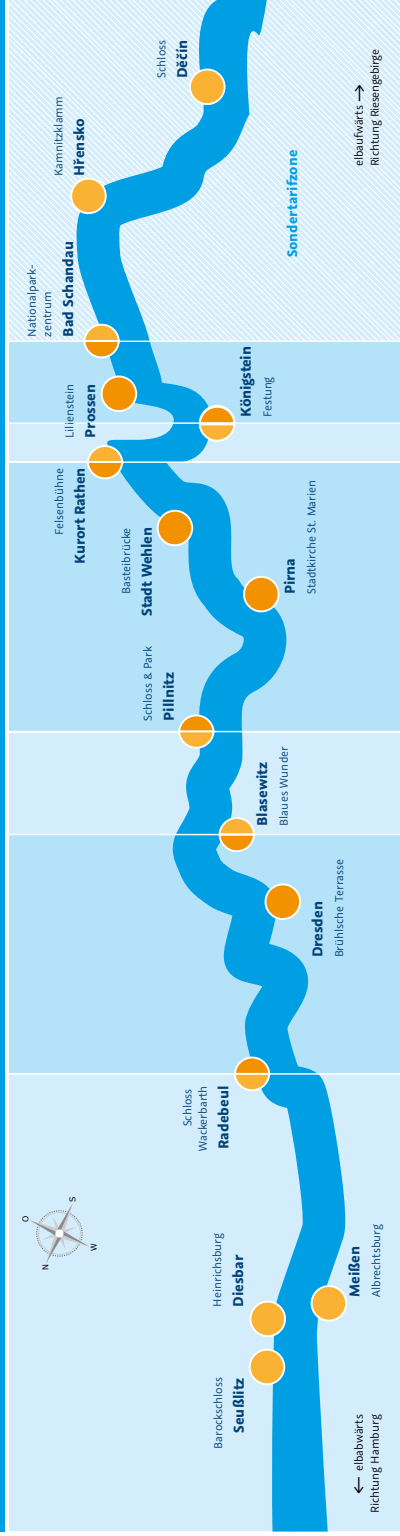 Barockschloss
Seußlitz
Heinrichsburg
Diesbar
Meißen
Albrechtsburg
Schloss
Wackerbarth
Radebeul
Dresden
Brühlsche Terrasse
Blasewitz
Blaues Wunder
Schloss & Park
Pillnitz
Pirna
Stadtkirche St. Marien
Basteibrücke
Stadt Wehlen
Felsenbühne
Kurort Rathen
Königstein
Festung
Lilienstein
Prossen
Nationalpark-
zentrum
Bad Schandau
Kamnitzklamm
Hřensko
Schloss
Děčín
Sondertarifzone
← elbabwärts
Richtung Hamburg
elbaufwärts →
Richtung Riesengebirge
N
O
S
W